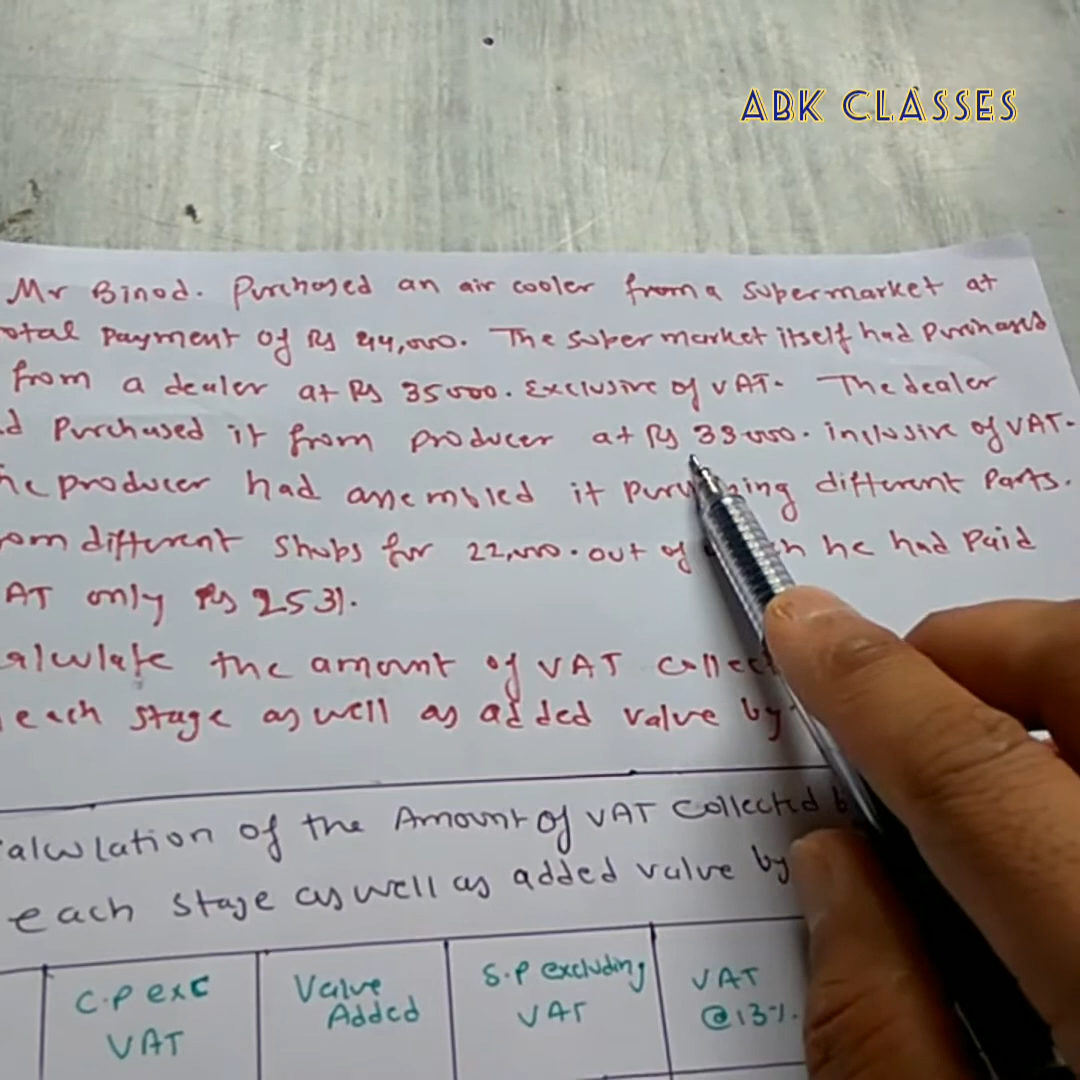 ABK CLASSES
Mr Binod. Purchased an air cooler from a supermarket at
otal Payment of Rs 44,000. The supermarket itself had Purchased
from a dealer at Rs 35000. Exclusive of VAT. The dealer
d Purchased it from producer at Rs 33000. inclusive of VAT.
he producer had assembled it purching different Parts.
rom different shops for 22,000. out of he had Paid
AT only Rs 2531.
alculate the amount of VAT collect
each stage as well as added value by
alculation of the Amount of VAT Collected b
each stage as well as added value by
C.P exc Value S.P excluding VAT
VAT Added VAT @13%.